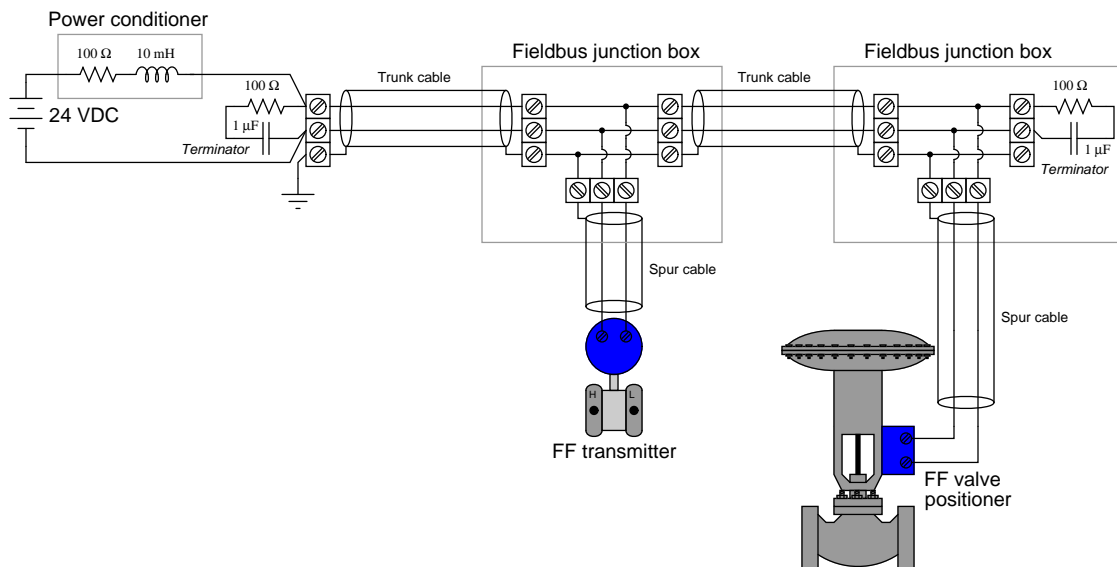 Power conditioner
100 Ω
10 mH
24 VDC
100 Ω
1 µF
Terminator
Trunk cable
Fieldbus junction box
Trunk cable
Fieldbus junction box
100 Ω
1 µF
Terminator
Spur cable
Spur cable
H
L
FF transmitter
FF valve
positioner